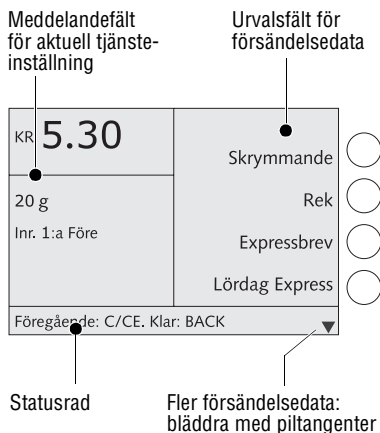 Meddelandefält
för aktuell tjänste-
inställning
Urvalsfält för
försändelsedata
KR 5.30
20 g
Inr. 1:a Före
Skrymmande
Rek
Expressbrev
Lördag Express
Föregående: C/CE. Klar: BACK
Statusrad
Fler försändelsedata:
bläddra med piltangenter